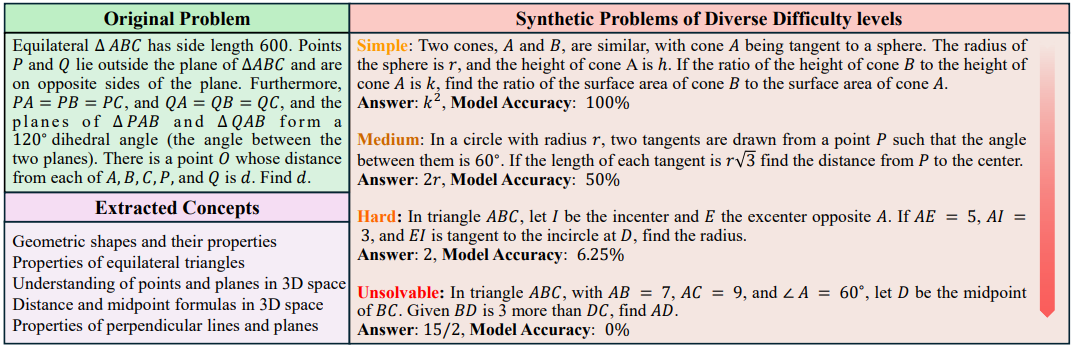 Original Problem
Equilateral Δ ABC has side length 600. Points
P and Q lie outside the plane of ΔABC and are
on opposite sides of the plane. Furthermore,
PA = PB = PC, and QA = QB = QC, and the
planes of Δ PAB and Δ QAB form a
120° dihedral angle (the angle between the
two planes). There is a point O whose distance
from each of A, B, C, P, and Q is d. Find d.
Extracted Concepts
Geometric shapes and their properties
Properties of equilateral triangles
Understanding of points and planes in 3D space
Distance and midpoint formulas in 3D space
Properties of perpendicular lines and planes
Synthetic Problems of Diverse Difficulty levels
Simple: Two cones, A and B, are similar, with cone A being tangent to a sphere. The radius of
the sphere is r, and the height of cone A is h. If the ratio of the height of cone B to the height of
cone A is k, find the ratio of the surface area of cone B to the surface area of cone A.
Answer: k², Model Accuracy: 100%
Medium: In a circle with radius r, two tangents are drawn from a point P such that the angle
between them is 60°. If the length of each tangent is r√3 find the distance from P to the center.
Answer: 2r, Model Accuracy: 50%
Hard: In triangle ABC, let I be the incenter and E the excenter opposite A. If AE = 5, AI =
3, and EI is tangent to the incircle at D, find the radius.
Answer: 2, Model Accuracy: 6.25%
Unsolvable: In triangle ABC, with AB = 7, AC = 9, and ∠A = 60°, let D be the midpoint
of BC. Given BD is 3 more than DC, find AD.
Answer: 15/2, Model Accuracy: 0%